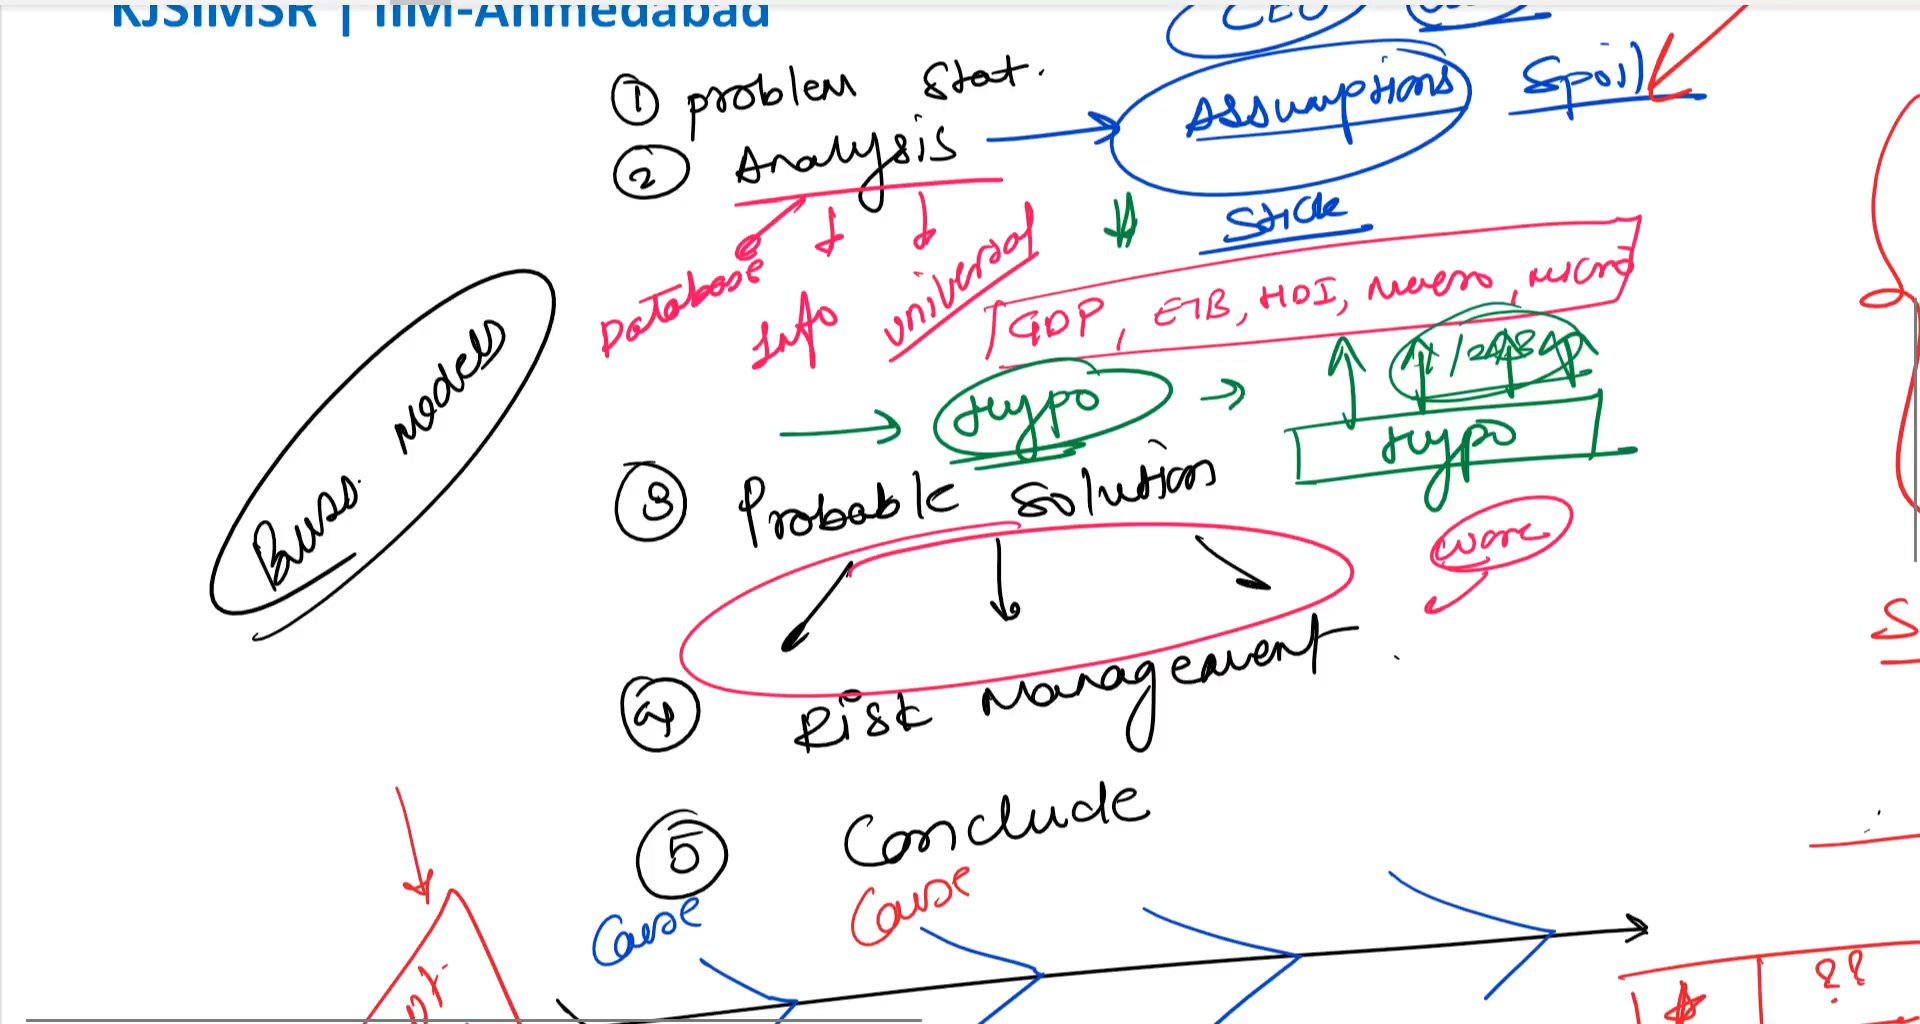 KJSIMSR | IIM-Ahmedabad
CEO
① problem Stat.
② Analysis
Assumptions Spoil
Stick
Database
Info
universal
GDP, ETB, HDI, Macro, micro
Hypo
Hypo
Buss. Models
③ Probable Solution
④ Risk Management
⑤ Conclude
Cause
Cause
S
??